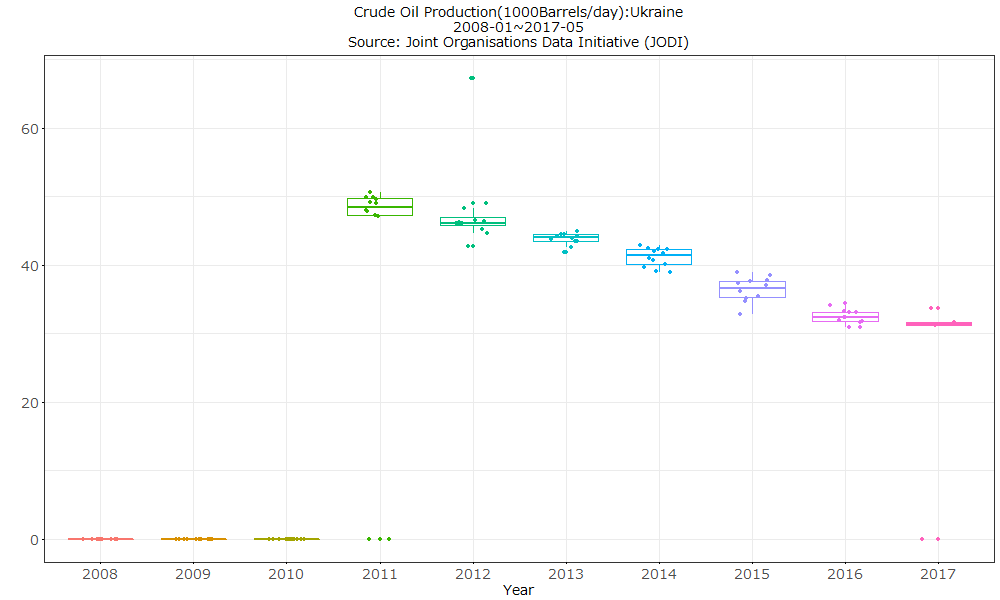 Crude Oil Production(1000Barrels/day):Ukraine
2008-01~2017-05
Source: Joint Organisations Data Initiative (JODI)
60
40
20
0
2008 2009 2010 2011 2012 2013 2014 2015 2016 2017
Year